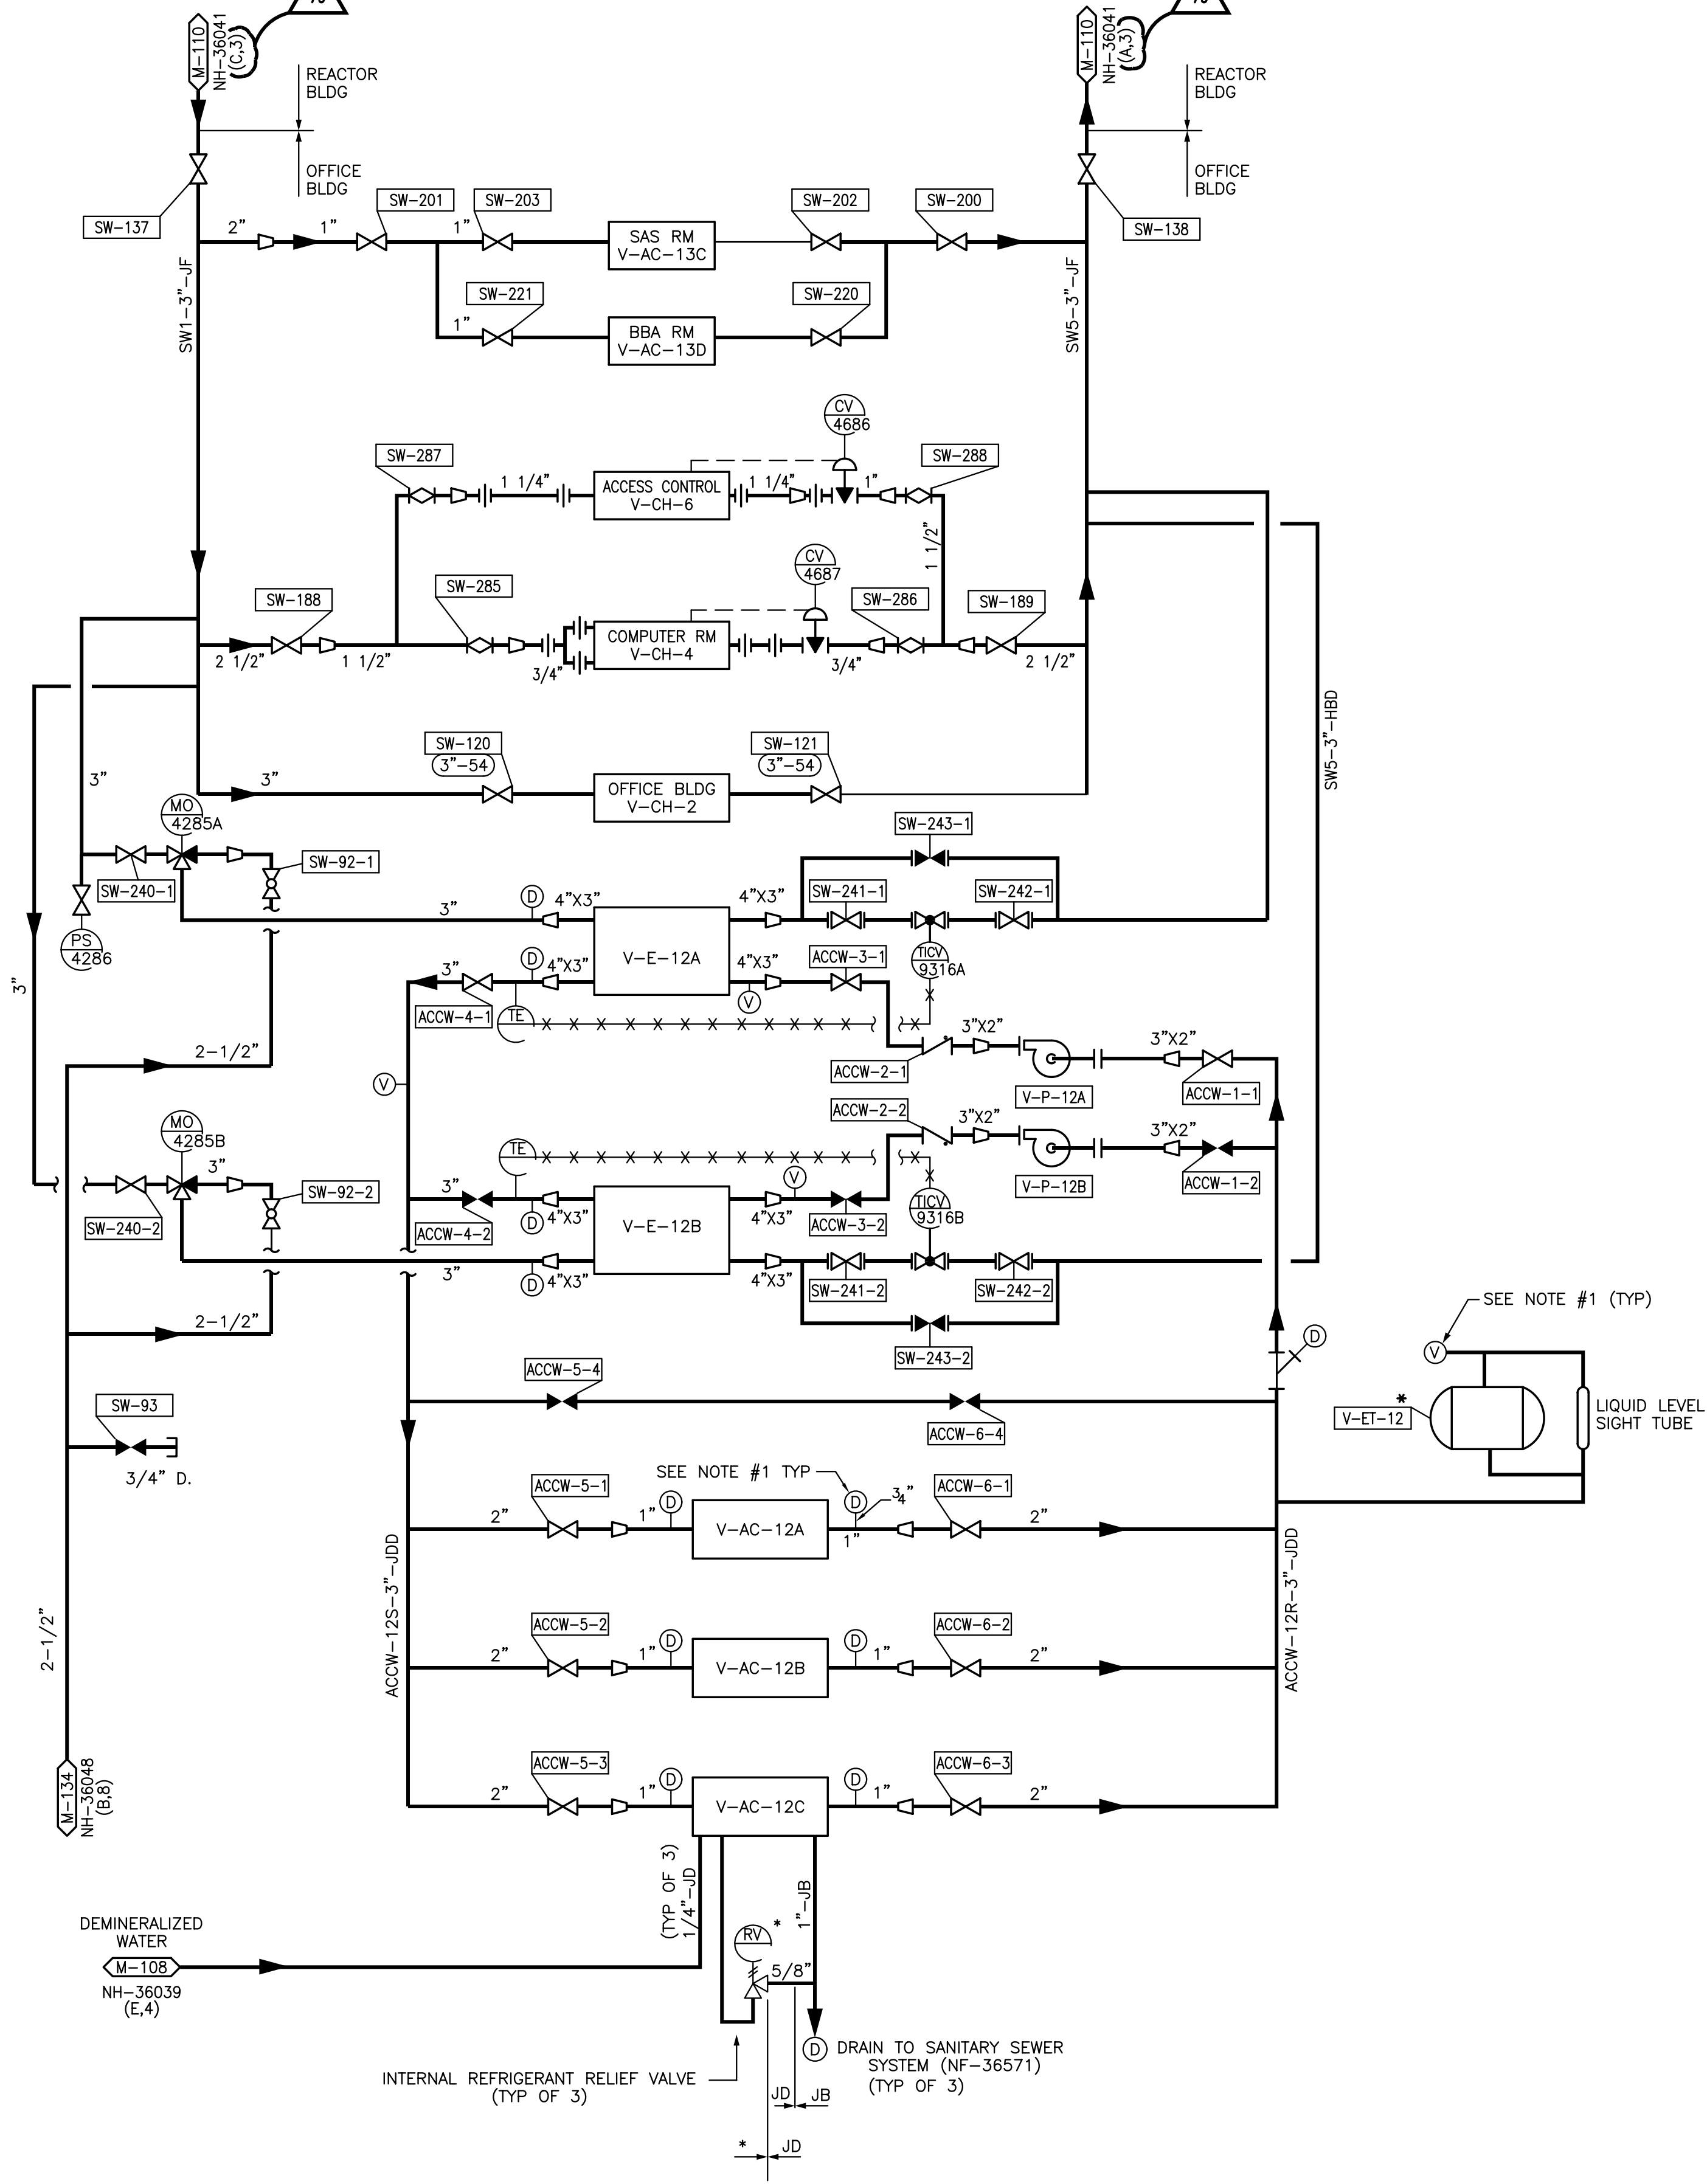 M-110
NH-36041
(C,3)
REACTOR
BLDG
OFFICE
BLDG
M-110
NH-36041
(A,3)
REACTOR
BLDG
OFFICE
BLDG
SW-137
SW-138
SW1-3"-JF
SW5-3"-JF
2"
1"
SW-201
SW-203
1"
SAS RM
V-AC-13C
SW-202
SW-200
SW-221
1"
BBA RM
V-AC-13D
SW-220
CV
4686
SW-287
1 1/4"
ACCESS CONTROL
V-CH-6
1 1/4"
1"
SW-288
1 1/2"
CV
4687
SW-188
SW-285
SW-286
SW-189
2 1/2"
1 1/2"
3/4"
COMPUTER RM
V-CH-4
3/4"
2 1/2"
SW5-3"-HBD
SW-120
3"-54
SW-121
3"-54
3"
3"
OFFICE BLDG
V-CH-2
MO
4285A
SW-240-1
SW-92-1
PS
4286
3"
SW-243-1
3"
D
4"X3"
4"X3"
SW-241-1
SW-242-1
V-E-12A
TICV
9316A
3"
D
4"X3"
4"X3"
V
ACCW-3-1
ACCW-4-1
TE
2-1/2"
V
ACCW-2-1
3"X2"
V-P-12A
3"X2"
ACCW-1-1
MO
4285B
3"
SW-240-2
SW-92-2
ACCW-2-2
3"X2"
V-P-12B
3"X2"
ACCW-1-2
TE
ACCW-4-2
D
4"X3"
V-E-12B
V
4"X3"
ACCW-3-2
TICV
9316B
3"
D
4"X3"
4"X3"
SW-241-2
SW-242-2
SW-243-2
2-1/2"
D
SEE NOTE #1 (TYP)
V
*
V-ET-12
LIQUID LEVEL
SIGHT TUBE
SW-93
3/4" D.
ACCW-5-4
ACCW-6-4
SEE NOTE #1 TYP
ACCW-5-1
2"
1"
D
V-AC-12A
D
3/4"
1"
ACCW-6-1
2"
ACCW-12S-3"-JDD
ACCW-12R-3"-JDD
ACCW-5-2
2"
1"
D
V-AC-12B
D
1"
ACCW-6-2
2"
2-1/2"
ACCW-5-3
2"
1"
D
V-AC-12C
D
1"
ACCW-6-3
2"
M-134
NH-36048
(B,8)
(TYP OF 3)
1/4"-JD
1"-JB
RV
*
5/8"
DEMINERALIZED
WATER
M-108
NH-36039
(E,4)
D
DRAIN TO SANITARY SEWER
SYSTEM (NF-36571)
(TYP OF 3)
INTERNAL REFRIGERANT RELIEF VALVE
(TYP OF 3)
JD
JB
*
JD